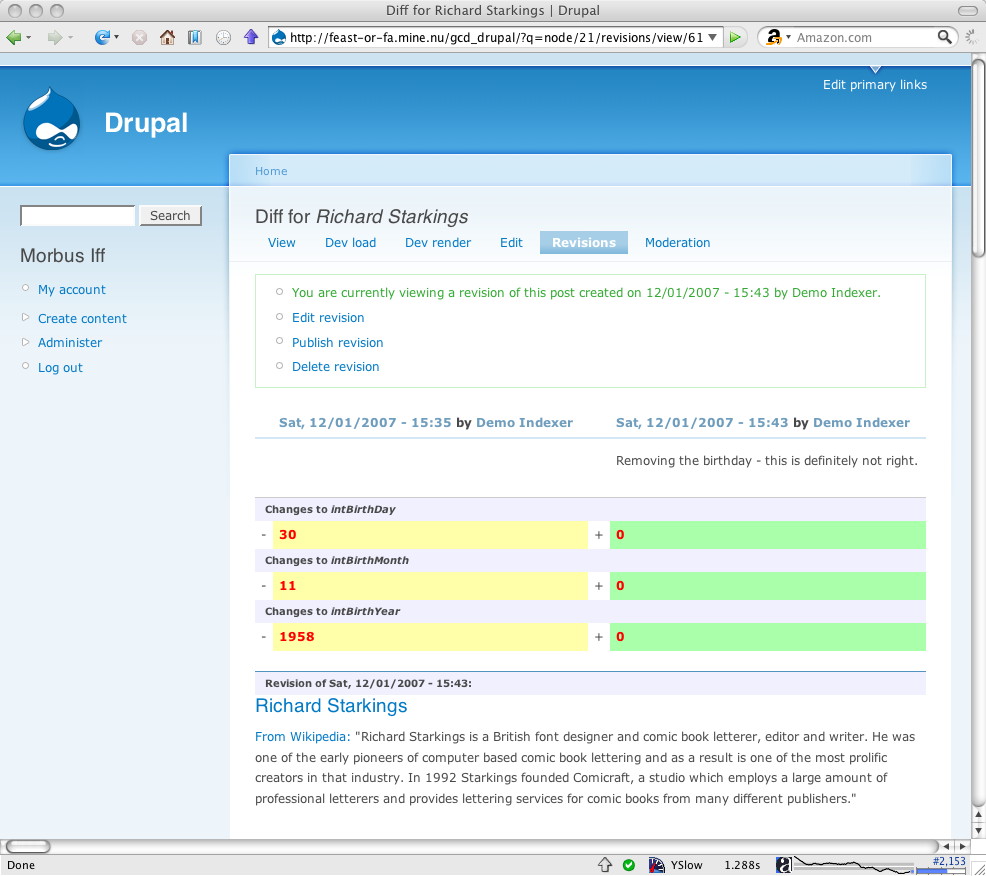 Diff for Richard Starkings | Drupal
http://feast-or-fa.mine.nu/gcd_drupal/?q=node/21/revisions/view/61
Amazon.com
Edit primary links
Drupal
Home
Search
Morbus Iff
My account
Create content
Administer
Log out
Diff for Richard Starkings
View Dev load Dev render Edit Revisions Moderation
You are currently viewing a revision of this post created on 12/01/2007 - 15:43 by Demo Indexer.
Edit revision
Publish revision
Delete revision
Sat, 12/01/2007 - 15:35 by Demo Indexer Sat, 12/01/2007 - 15:43 by Demo Indexer
Removing the birthday - this is definitely not right.
Changes to intBirthDay
- 30 + 0
Changes to intBirthMonth
- 11 + 0
Changes to intBirthYear
- 1958 + 0
Revision of Sat, 12/01/2007 - 15:43:
Richard Starkings
From Wikipedia: "Richard Starkings is a British font designer and comic book letterer, editor and writer. He was
one of the early pioneers of computer based comic book lettering and as a result is one of the most prolific
creators in that industry. In 1992 Starkings founded Comicraft, a studio which employs a large amount of
professional letterers and provides lettering services for comic books from many different publishers."
Done YSlow 1.288s #2,153